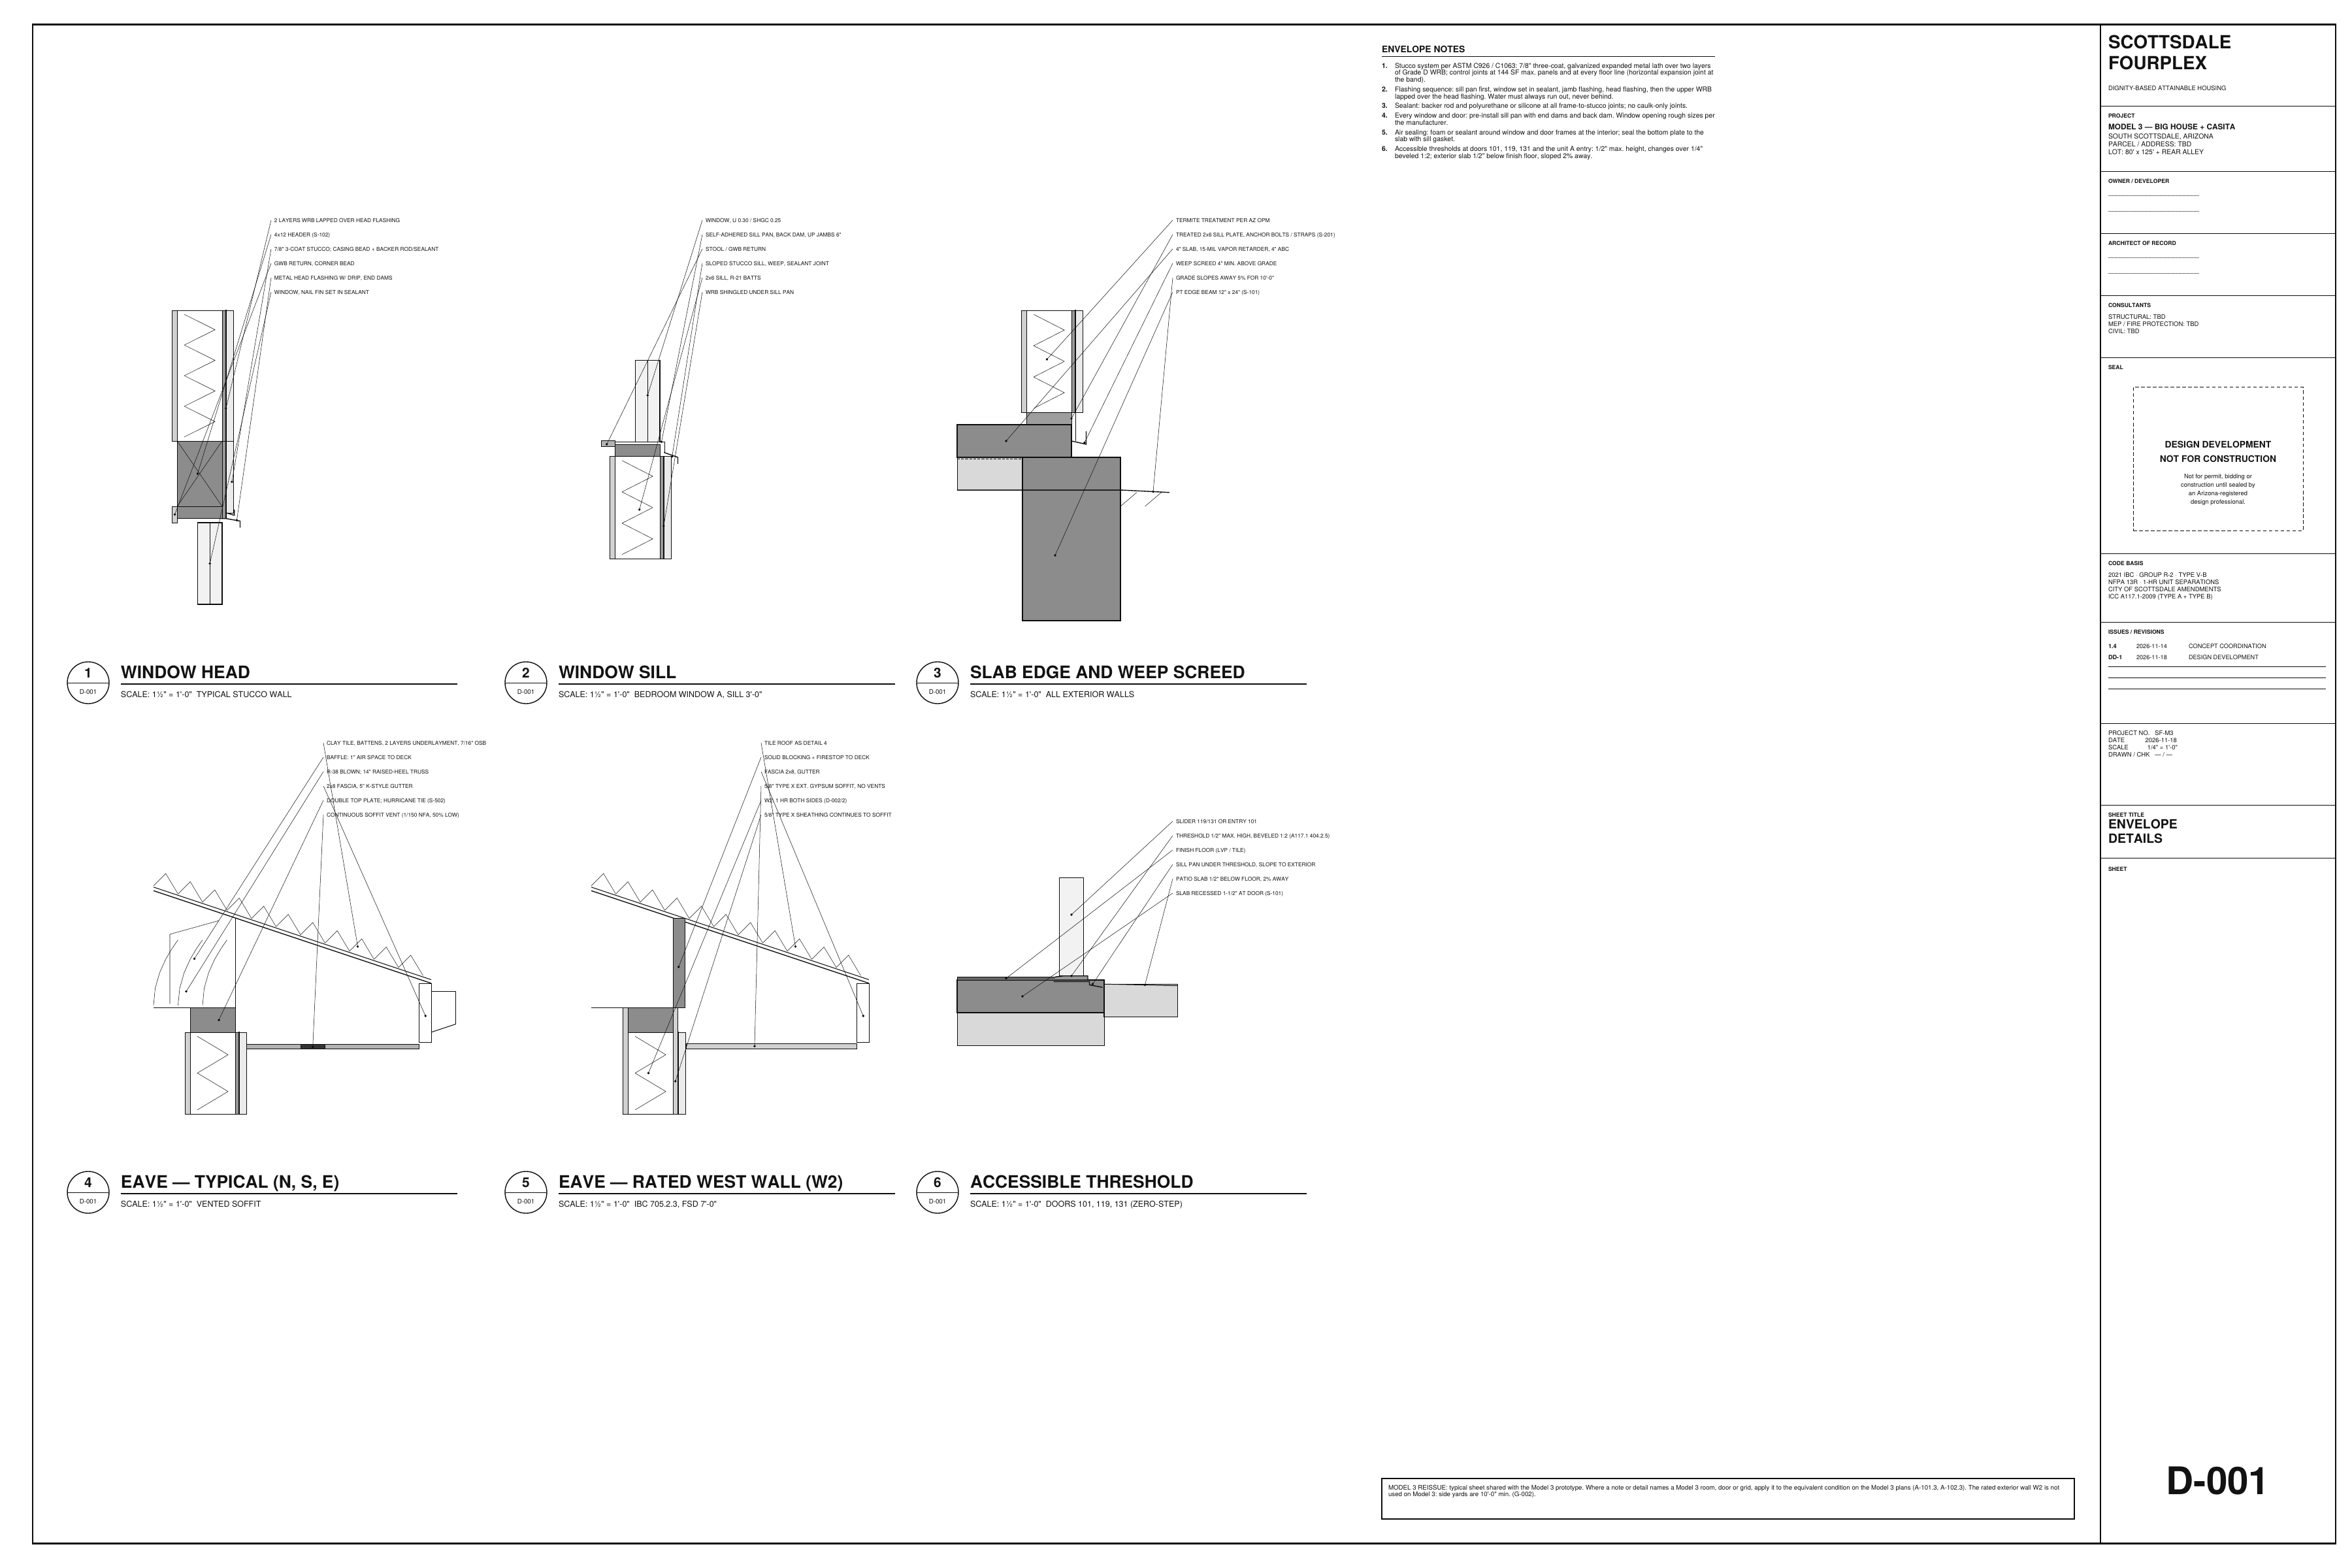 ENVELOPE NOTES
1. Stucco system per ASTM C926 / C1063: 7/8" three-coat, galvanized expanded metal lath over two layers
of Grade D WRB; control joints at 144 SF max. panels and at every floor line (horizontal expansion joint at
the band).
2. Flashing sequence: sill pan first, window set in sealant, jamb flashing, head flashing, then the upper WRB
lapped over the head flashing. Water must always run out, never behind.
3. Sealant: backer rod and polyurethane or silicone at all frame-to-stucco joints; no caulk-only joints.
4. Every window and door: pre-install sill pan with end dams and back dam. Window opening rough sizes per
the manufacturer.
5. Air sealing: foam or sealant around window and door frames at the interior; seal the bottom plate to the
slab with sill gasket.
6. Accessible thresholds at doors 101, 119, 131 and the unit A entry: 1/2" max. height, changes over 1/4"
beveled 1:2; exterior slab 1/2" below finish floor, sloped 2% away.
2 LAYERS WRB LAPPED OVER HEAD FLASHING
4x12 HEADER (S-102)
7/8" 3-COAT STUCCO; CASING BEAD + BACKER ROD/SEALANT
GWB RETURN, CORNER BEAD
METAL HEAD FLASHING W/ DRIP, END DAMS
WINDOW, NAIL FIN SET IN SEALANT
1
D-001
WINDOW HEAD
SCALE: 1½" = 1'-0" TYPICAL STUCCO WALL
WINDOW, U 0.30 / SHGC 0.25
SELF-ADHERED SILL PAN, BACK DAM, UP JAMBS 6"
STOOL / GWB RETURN
SLOPED STUCCO SILL, WEEP, SEALANT JOINT
2x6 SILL, R-21 BATTS
WRB SHINGLED UNDER SILL PAN
2
D-001
WINDOW SILL
SCALE: 1½" = 1'-0" BEDROOM WINDOW A, SILL 3'-0"
TERMITE TREATMENT PER AZ OPM
TREATED 2x6 SILL PLATE, ANCHOR BOLTS / STRAPS (S-201)
4" SLAB, 15-MIL VAPOR RETARDER, 4" ABC
WEEP SCREED 4" MIN. ABOVE GRADE
GRADE SLOPES AWAY 5% FOR 10'-0"
PT EDGE BEAM 12" x 24" (S-101)
3
D-001
SLAB EDGE AND WEEP SCREED
SCALE: 1½" = 1'-0" ALL EXTERIOR WALLS
CLAY TILE, BATTENS, 2 LAYERS UNDERLAYMENT, 7/16" OSB
BAFFLE: 1" AIR SPACE TO DECK
R-38 BLOWN; 14" RAISED-HEEL TRUSS
2x8 FASCIA, 5" K-STYLE GUTTER
DOUBLE TOP PLATE; HURRICANE TIE (S-502)
CONTINUOUS SOFFIT VENT (1/150 NFA, 50% LOW)
4
D-001
EAVE — TYPICAL (N, S, E)
SCALE: 1½" = 1'-0" VENTED SOFFIT
TILE ROOF AS DETAIL 4
SOLID BLOCKING + FIRESTOP TO DECK
FASCIA 2x8, GUTTER
5/8" TYPE X EXT. GYPSUM SOFFIT, NO VENTS
W2: 1 HR BOTH SIDES (D-002/2)
5/8" TYPE X SHEATHING CONTINUES TO SOFFIT
5
D-001
EAVE — RATED WEST WALL (W2)
SCALE: 1½" = 1'-0" IBC 705.2.3, FSD 7'-0"
SLIDER 119/131 OR ENTRY 101
THRESHOLD 1/2" MAX. HIGH, BEVELED 1:2 (A117.1 404.2.5)
FINISH FLOOR (LVP / TILE)
SILL PAN UNDER THRESHOLD, SLOPE TO EXTERIOR
PATIO SLAB 1/2" BELOW FLOOR, 2% AWAY
SLAB RECESSED 1-1/2" AT DOOR (S-101)
6
D-001
ACCESSIBLE THRESHOLD
SCALE: 1½" = 1'-0" DOORS 101, 119, 131 (ZERO-STEP)
MODEL 3 REISSUE: typical sheet shared with the Model 3 prototype. Where a note or detail names a Model 3 room, door or grid, apply it to the equivalent condition on the Model 3 plans (A-101.3, A-102.3). The rated exterior wall W2 is not
used on Model 3: side yards are 10'-0" min. (G-002).
SCOTTSDALE
FOURPLEX
DIGNITY-BASED ATTAINABLE HOUSING
PROJECT
MODEL 3 — BIG HOUSE + CASITA
SOUTH SCOTTSDALE, ARIZONA
PARCEL / ADDRESS: TBD
LOT: 80' x 125' + REAR ALLEY
OWNER / DEVELOPER
ARCHITECT OF RECORD
CONSULTANTS
STRUCTURAL: TBD
MEP / FIRE PROTECTION: TBD
CIVIL: TBD
SEAL
DESIGN DEVELOPMENT
NOT FOR CONSTRUCTION
Not for permit, bidding or
construction until sealed by
an Arizona-registered
design professional.
CODE BASIS
2021 IBC · GROUP R-2 · TYPE V-B
NFPA 13R · 1-HR UNIT SEPARATIONS
CITY OF SCOTTSDALE AMENDMENTS
ICC A117.1-2009 (TYPE A + TYPE B)
ISSUES / REVISIONS
1.4 2026-11-14 CONCEPT COORDINATION
DD-1 2026-11-18 DESIGN DEVELOPMENT
PROJECT NO. SF-M3
DATE 2026-11-18
SCALE 1/4" = 1'-0"
DRAWN / CHK — / —
SHEET TITLE
ENVELOPE
DETAILS
SHEET
D-001